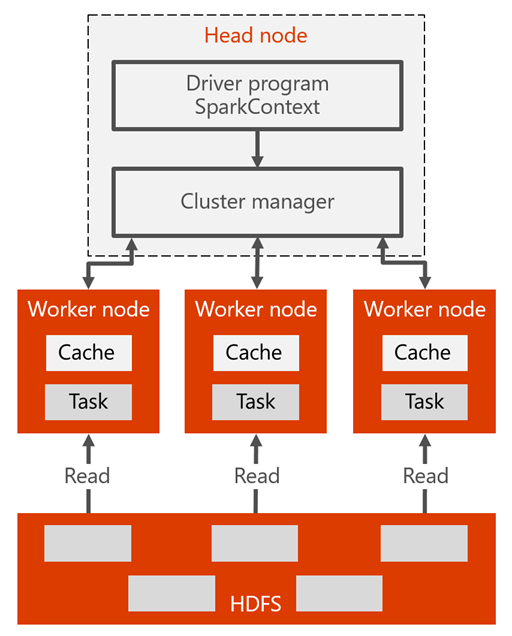 Head node
Driver program
SparkContext
Cluster manager
Worker node
Cache
Task
Worker node
Cache
Task
Worker node
Cache
Task
Read
Read
Read
HDFS